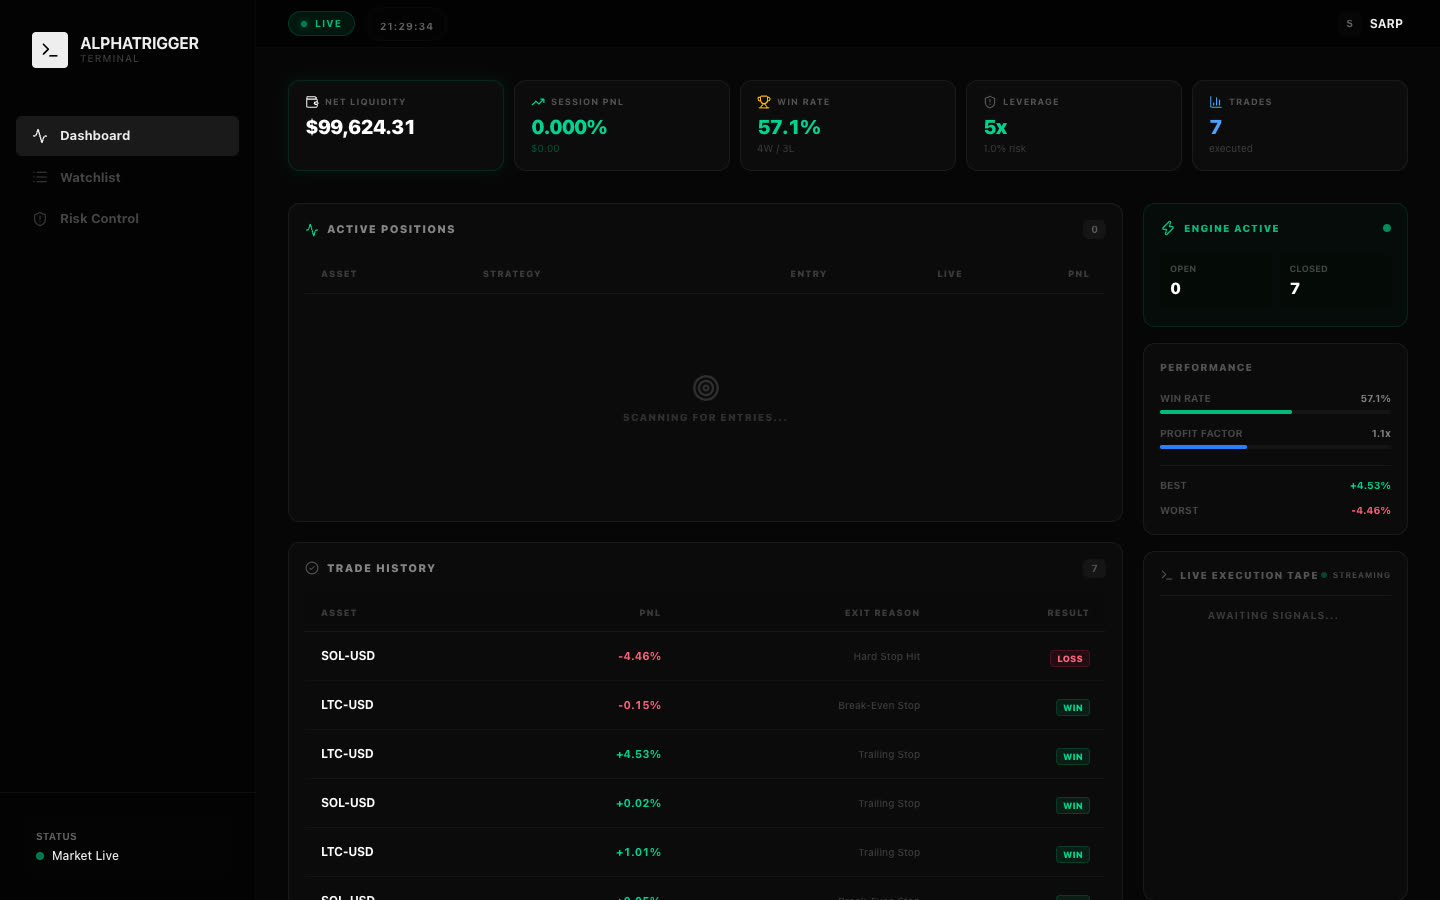 ALPHATRIGGER
TERMINAL
Dashboard
Watchlist
Risk Control
STATUS
Market Live
LIVE
21:29:34
S SARP
NET LIQUIDITY
$99,624.31
SESSION PNL
0.000%
$0.00
WIN RATE
57.1%
4W / 3L
LEVERAGE
5x
1.0% risk
TRADES
7
executed
ACTIVE POSITIONS 0
ASSET STRATEGY ENTRY LIVE PNL
SCANNING FOR ENTRIES...
TRADE HISTORY 7
ASSET PNL EXIT REASON RESULT
SOL-USD -4.46% Hard Stop Hit LOSS
LTC-USD -0.15% Break-Even Stop WIN
LTC-USD +4.53% Trailing Stop WIN
SOL-USD +0.02% Trailing Stop WIN
LTC-USD +1.01% Trailing Stop WIN
SOL-USD
ENGINE ACTIVE
OPEN CLOSED
0 7
PERFORMANCE
WIN RATE 57.1%
PROFIT FACTOR 1.1x
BEST +4.53%
WORST -4.46%
LIVE EXECUTION TAPE STREAMING
AWAITING SIGNALS...